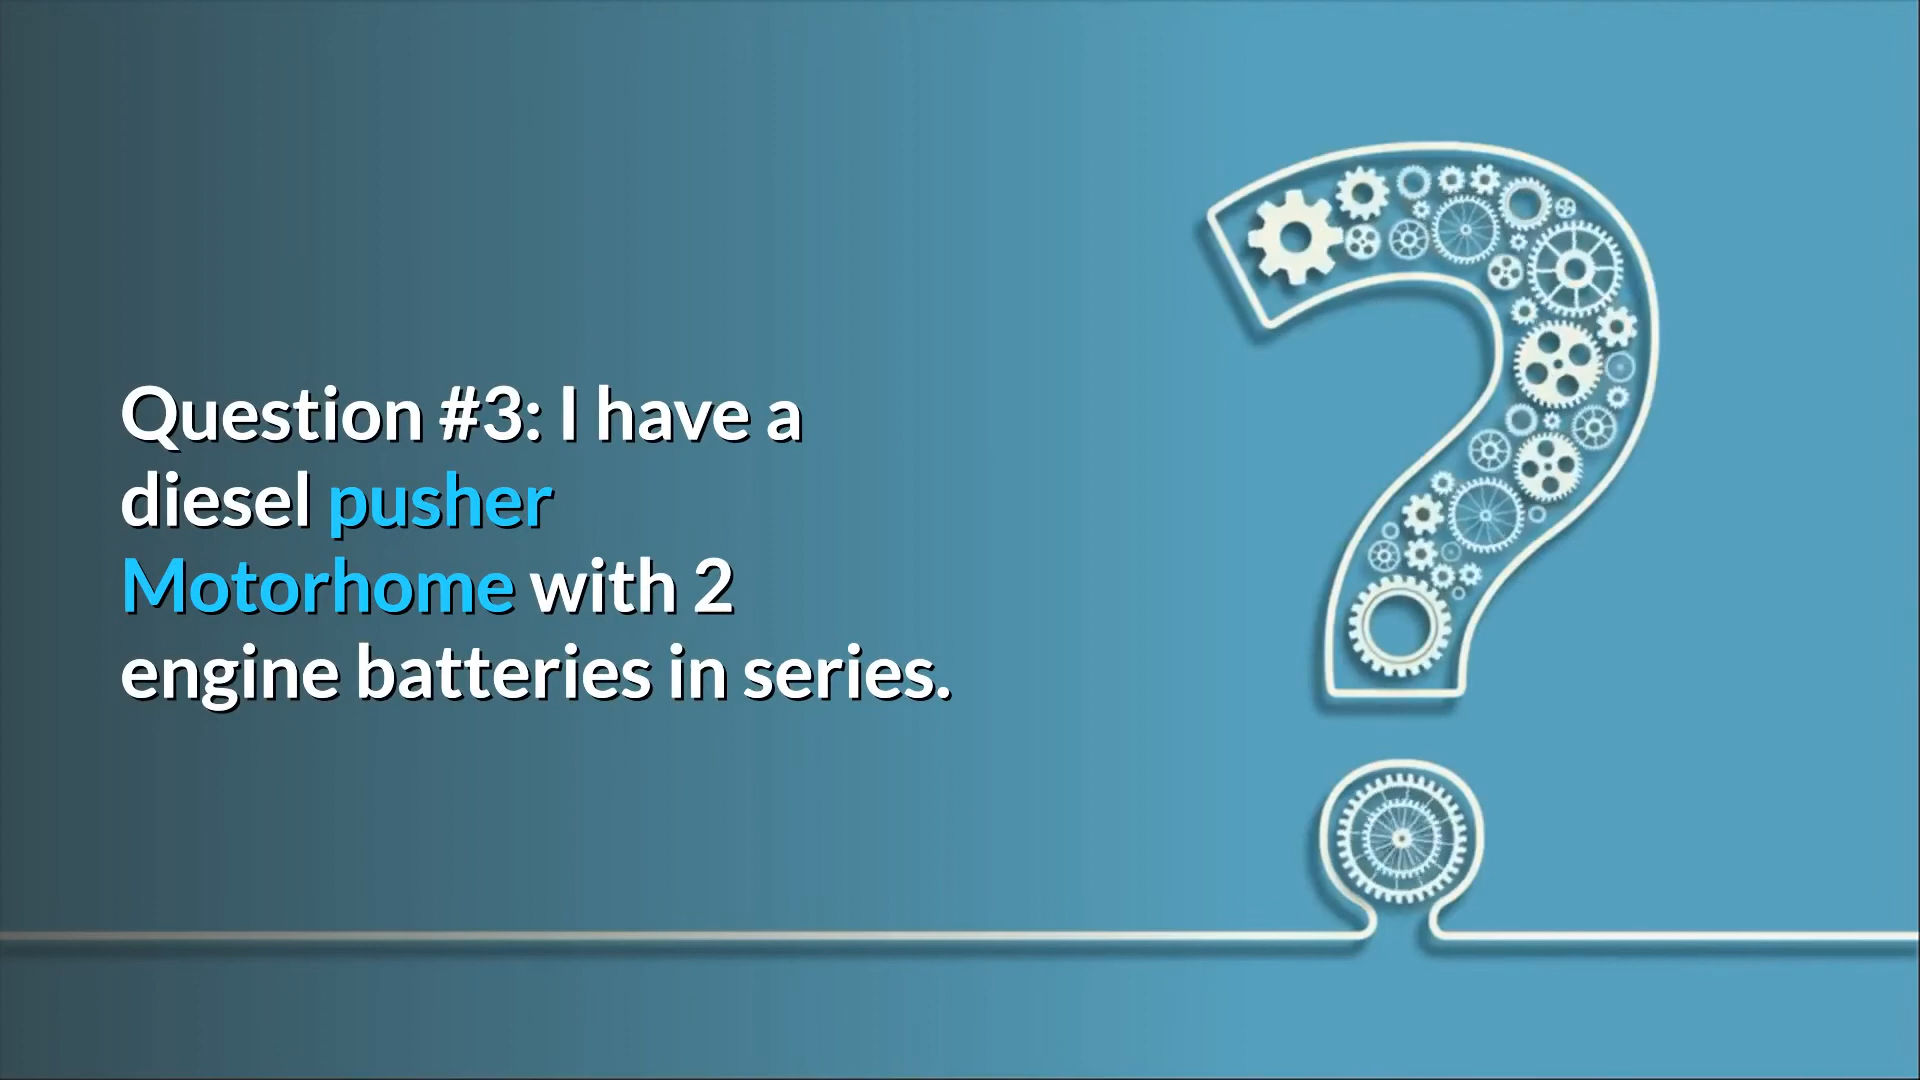 Question #3: I have a
diesel pusher
Motorhome with 2
engine batteries in series.